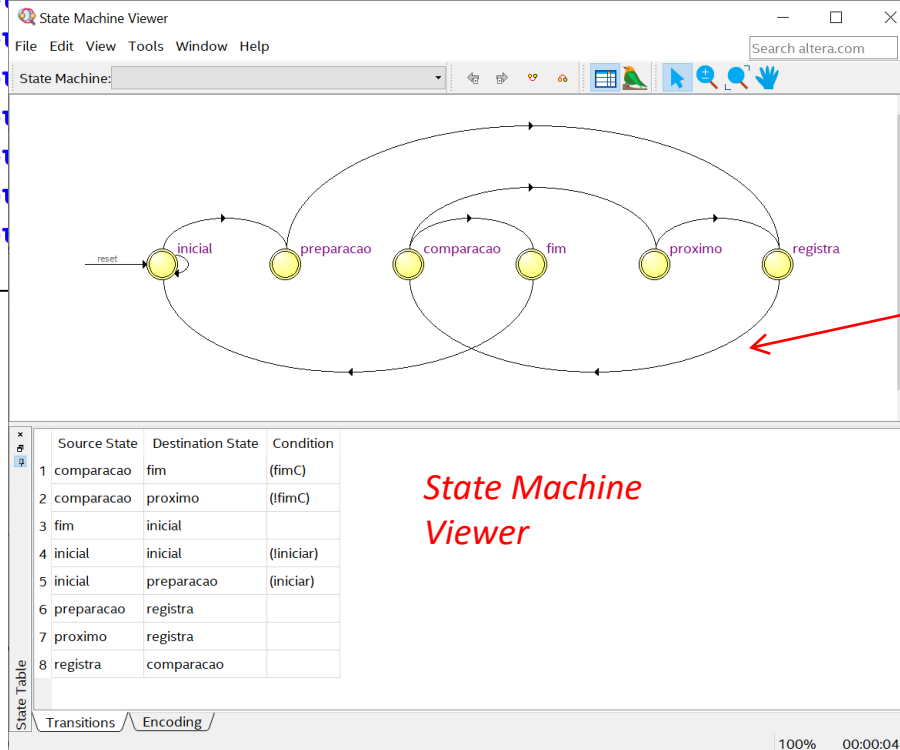 State Machine Viewer
File Edit View Tools Window Help
Search altera.com
State Machine:
reset
inicial
preparacao
comparacao
fim
proximo
registra
Source State Destination State Condition
1 comparacao fim (fimC)
2 comparacao proximo (!fimC)
3 fim inicial
4 inicial inicial (!iniciar)
5 inicial preparacao (iniciar)
6 preparacao registra
7 proximo registra
8 registra comparacao
State Machine
Viewer
State Table
Transitions Encoding
100% 00:00:04